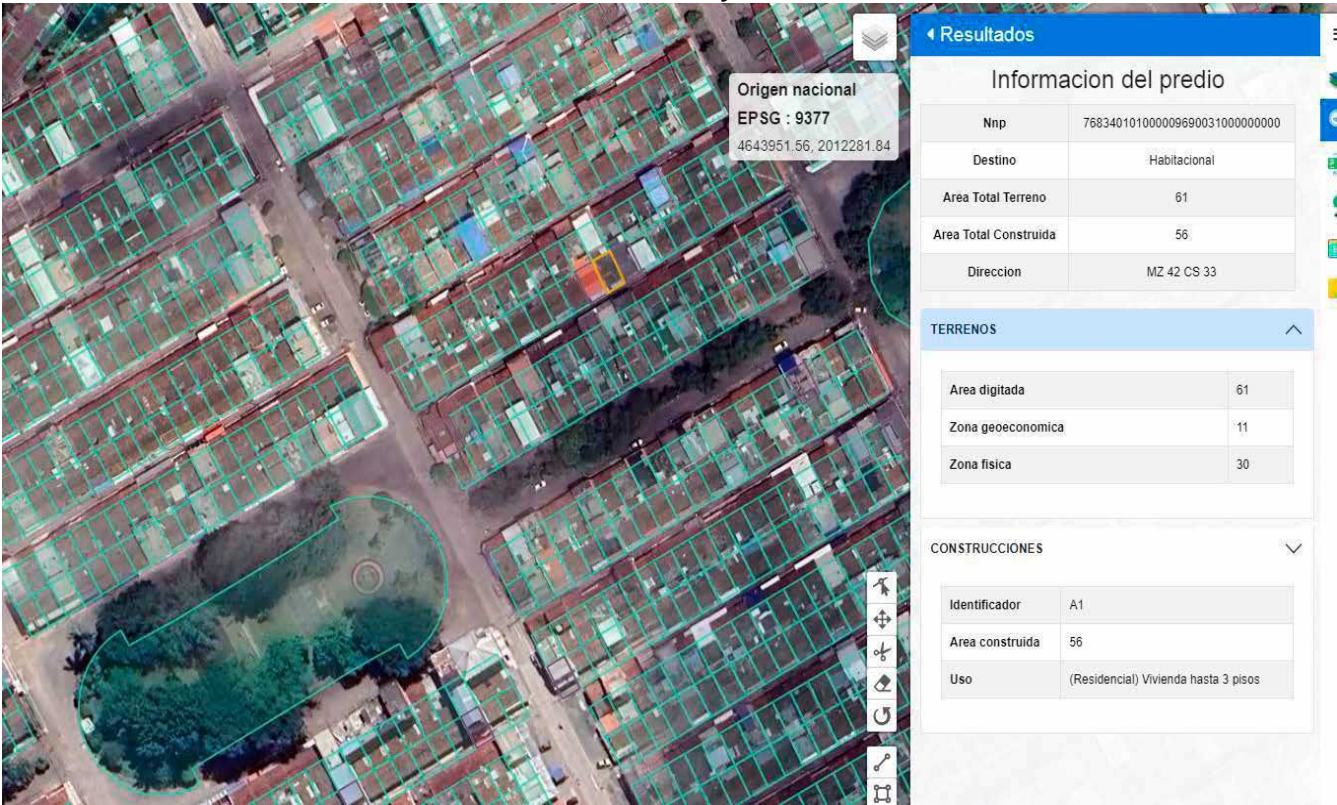 Origen nacional
EPSG : 9377
4643951.56, 2012281.84
Resultados
Informacion del predio
Nnp 768340101000009690031000000000
Destino Habitacional
Area Total Terreno 61
Area Total Construida 56
Direccion MZ 42 CS 33
TERRENOS
Area digitada 61
Zona geoeconomica 11
Zona fisica 30
CONSTRUCCIONES
Identificador A1
Area construida 56
Uso (Residencial) Vivienda hasta 3 pisos